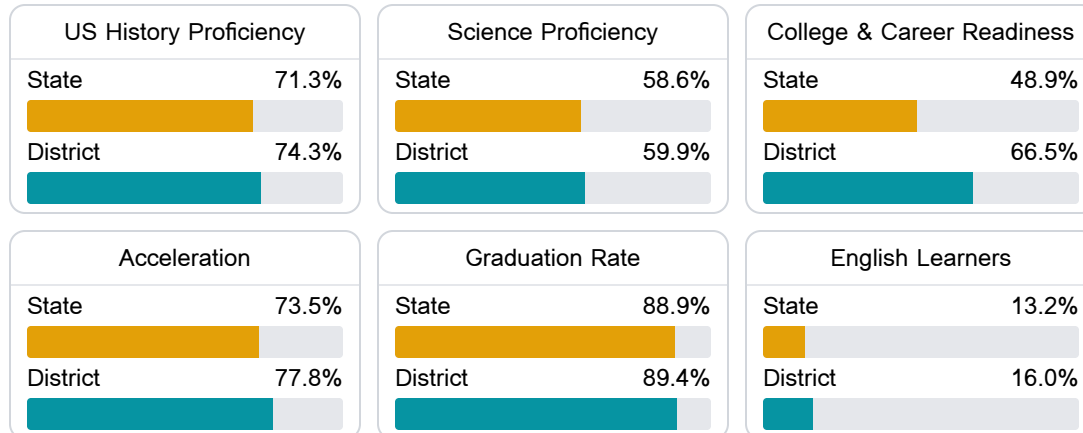 US History Proficiency
State 71.3%
District 74.3%
Science Proficiency
State 58.6%
District 59.9%
College & Career Readiness
State 48.9%
District 66.5%
Acceleration
State 73.5%
District 77.8%
Graduation Rate
State 88.9%
District 89.4%
English Learners
State 13.2%
District 16.0%